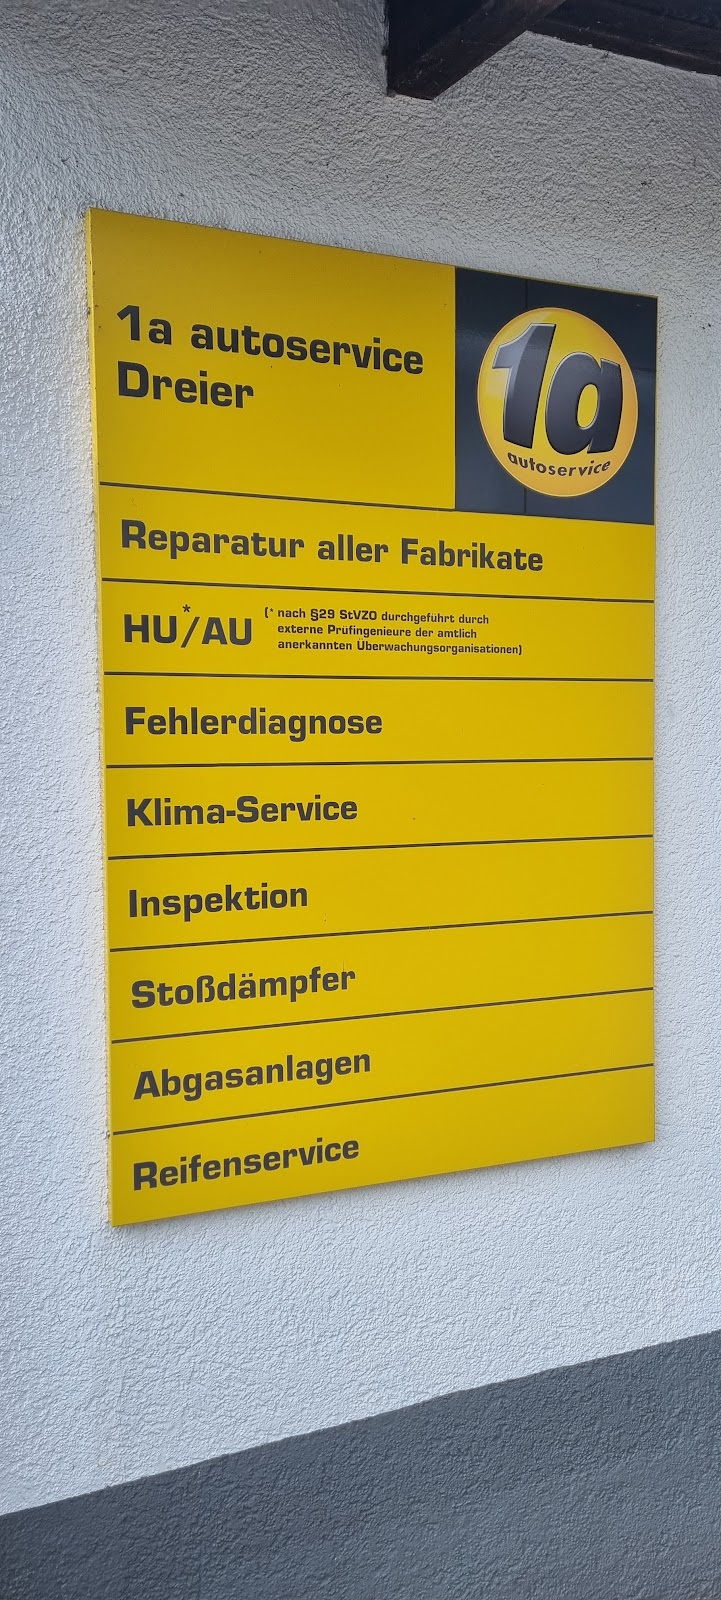 1a autoservice
Dreier
1a
autoservice
Reparatur aller Fabrikate
HU*/AU (* nach §29 StVZO durchgeführt durch
externe Prüfingenieure der amtlich
anerkannten Überwachungsorganisationen)
Fehlerdiagnose
Klima-Service
Inspektion
Stoßdämpfer
Abgasanlagen
Reifenservice